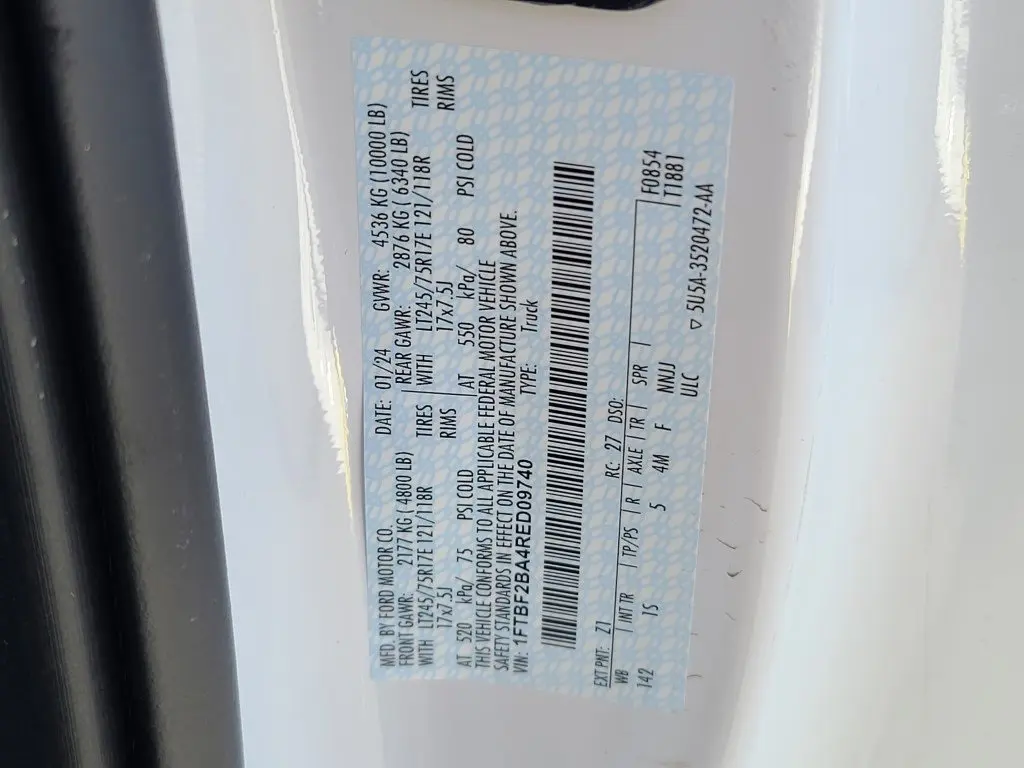 MFD. BY FORD MOTOR CO.
DATE: 01/24 GVWR: 4536 KG (10000 LB)
FRONT GAWR: 2177 KG (4800 LB)
REAR GAWR: 2876 KG (6340 LB)
WITH LT245/75R17E 121/118R TIRES
WITH LT245/75R17E 121/118R TIRES
17x7.5J RIMS
17x7.5J RIMS
AT 520 kPa/ 75 PSI COLD
AT 550 kPa/ 80 PSI COLD
THIS VEHICLE CONFORMS TO ALL APPLICABLE FEDERAL MOTOR VEHICLE
SAFETY STANDARDS IN EFFECT ON THE DATE OF MANUFACTURE SHOWN ABOVE.
VIN: 1FTBF2BA4RED09740 TYPE: Truck
EXT PNT: Z1 RC: 27 DSO:
F0854
WB | INT TR | TP/PS | R | AXLE | TR | SPR |
T1881
142 TS 5 4M F NNJJ
ULC ▽ 5U5A-3520472-AA